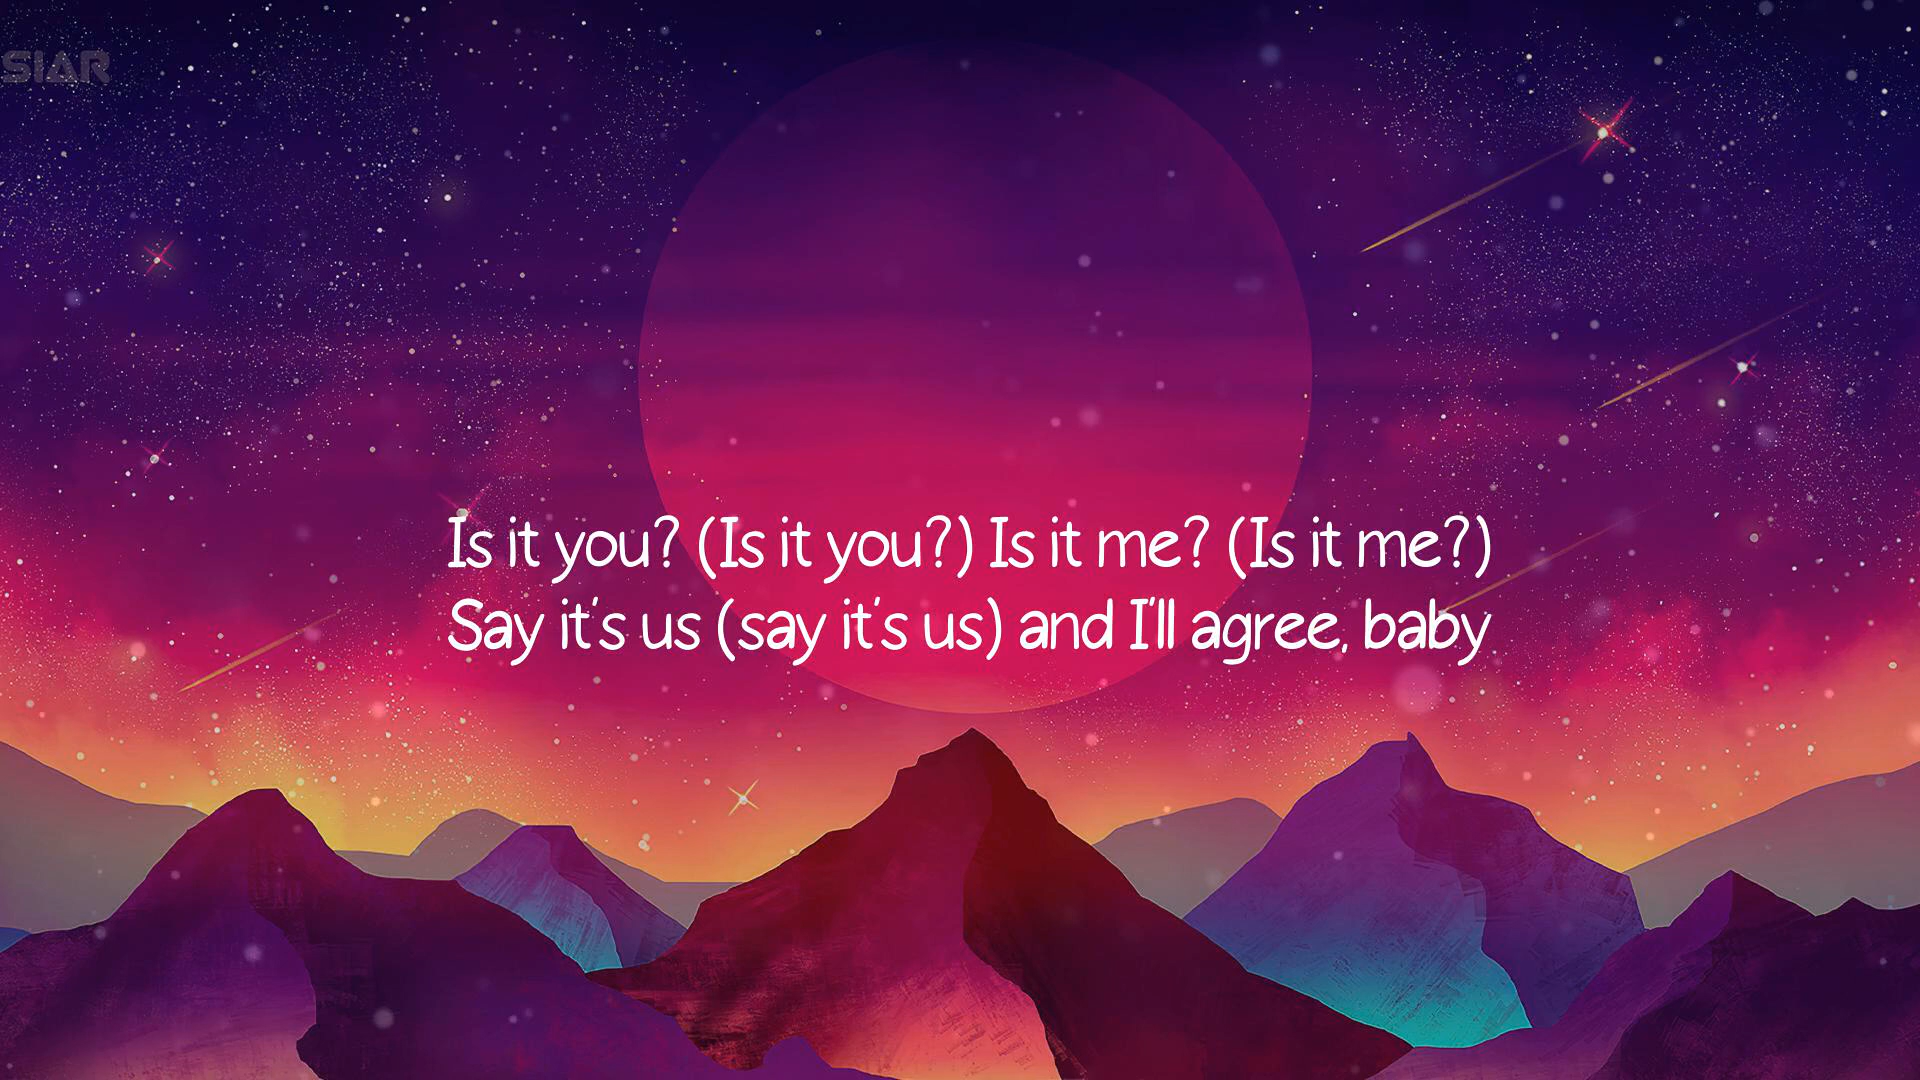 SIAR
Is it you? (Is it you?) Is it me? (Is it me?)
Say it's us (say it's us) and I'll agree, baby